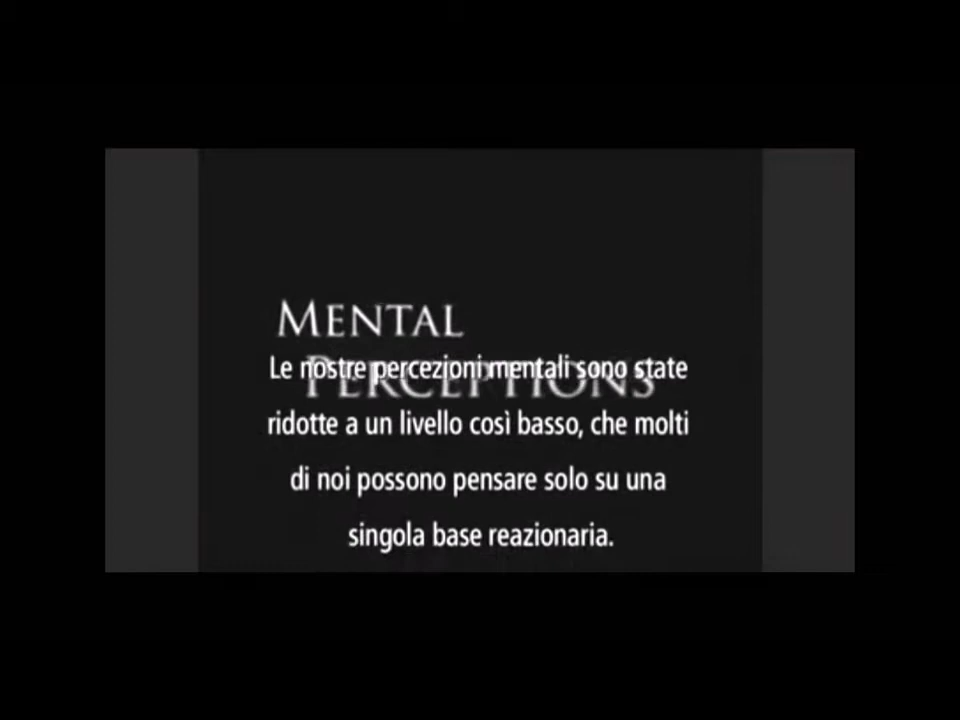 MENTAL
PERCEPTIONS
Le nostre percezioni mentali sono state
ridotte a un livello così basso, che molti
di noi possono pensare solo su una
singola base reazionaria.